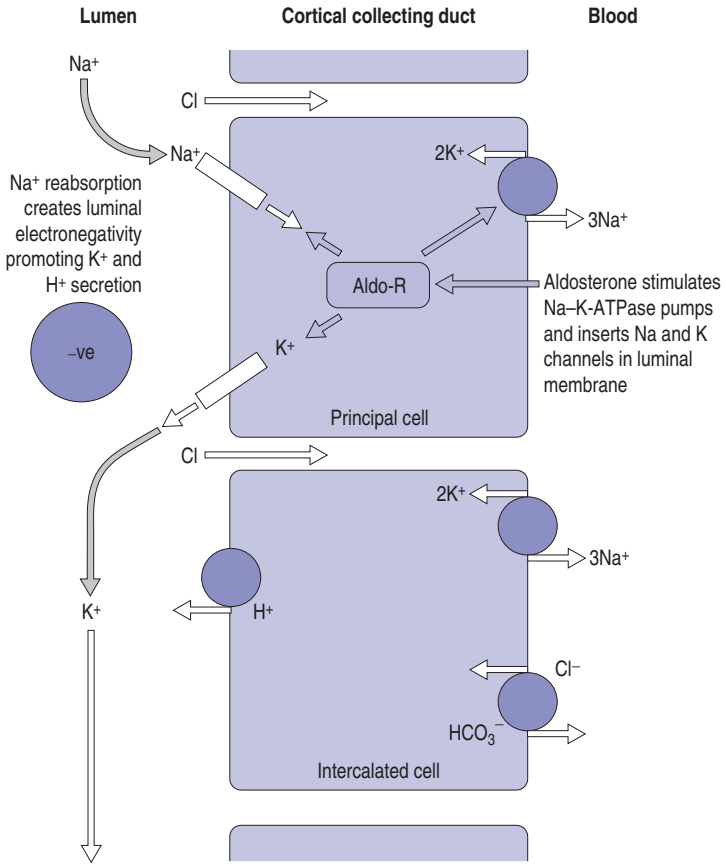 Lumen
Cortical collecting duct
Blood
Na⁺
Cl
Na⁺
2K⁺
3Na⁺
Na⁺ reabsorption
creates luminal
electronegativity
promoting K⁺ and
H⁺ secretion
–ve
Aldo-R
Aldosterone stimulates
Na–K-ATPase pumps
and inserts Na and K
channels in luminal
membrane
K⁺
Principal cell
Cl
2K⁺
3Na⁺
K⁺
H⁺
Cl⁻
HCO₃⁻
Intercalated cell